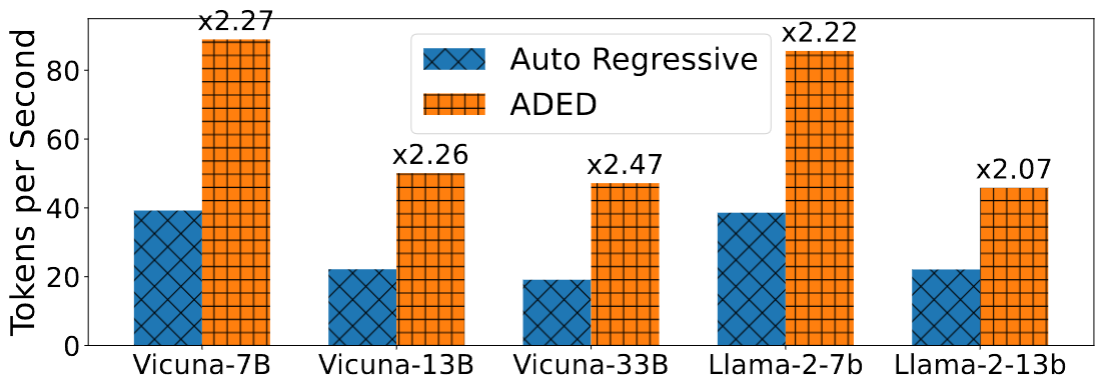 x2.27
x2.22
Auto Regressive
ADED
x2.26
x2.47
x2.07
Tokens per Second
80
60
40
20
0
Vicuna-7B
Vicuna-13B
Vicuna-33B
Llama-2-7b
Llama-2-13b